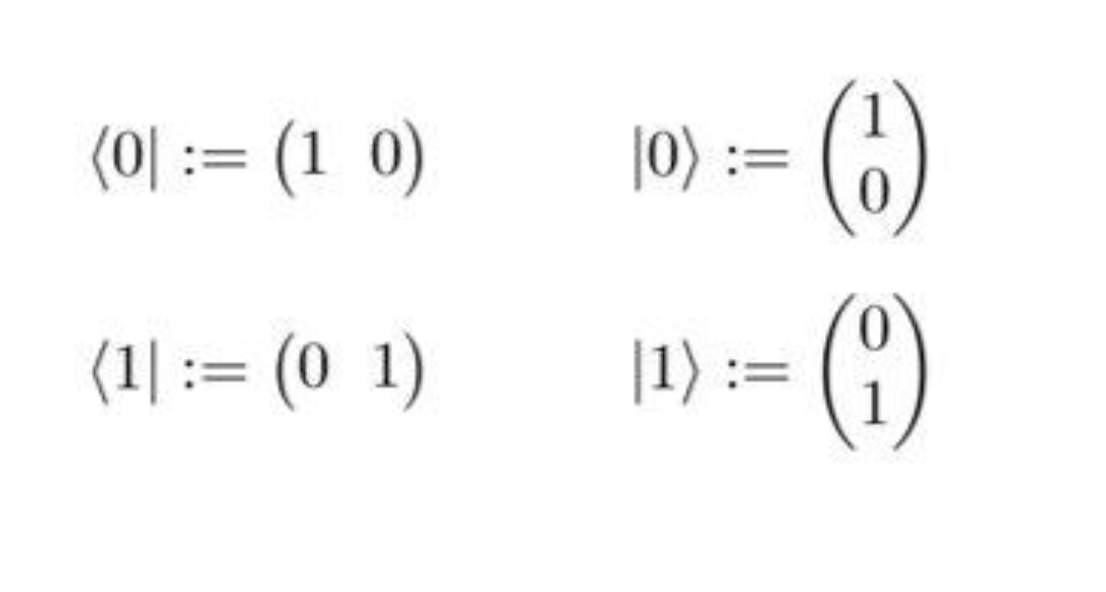 ⟨0| := (1 0) |0⟩ := (1 0)
⟨1| := (0 1) |1⟩ := (0 1)